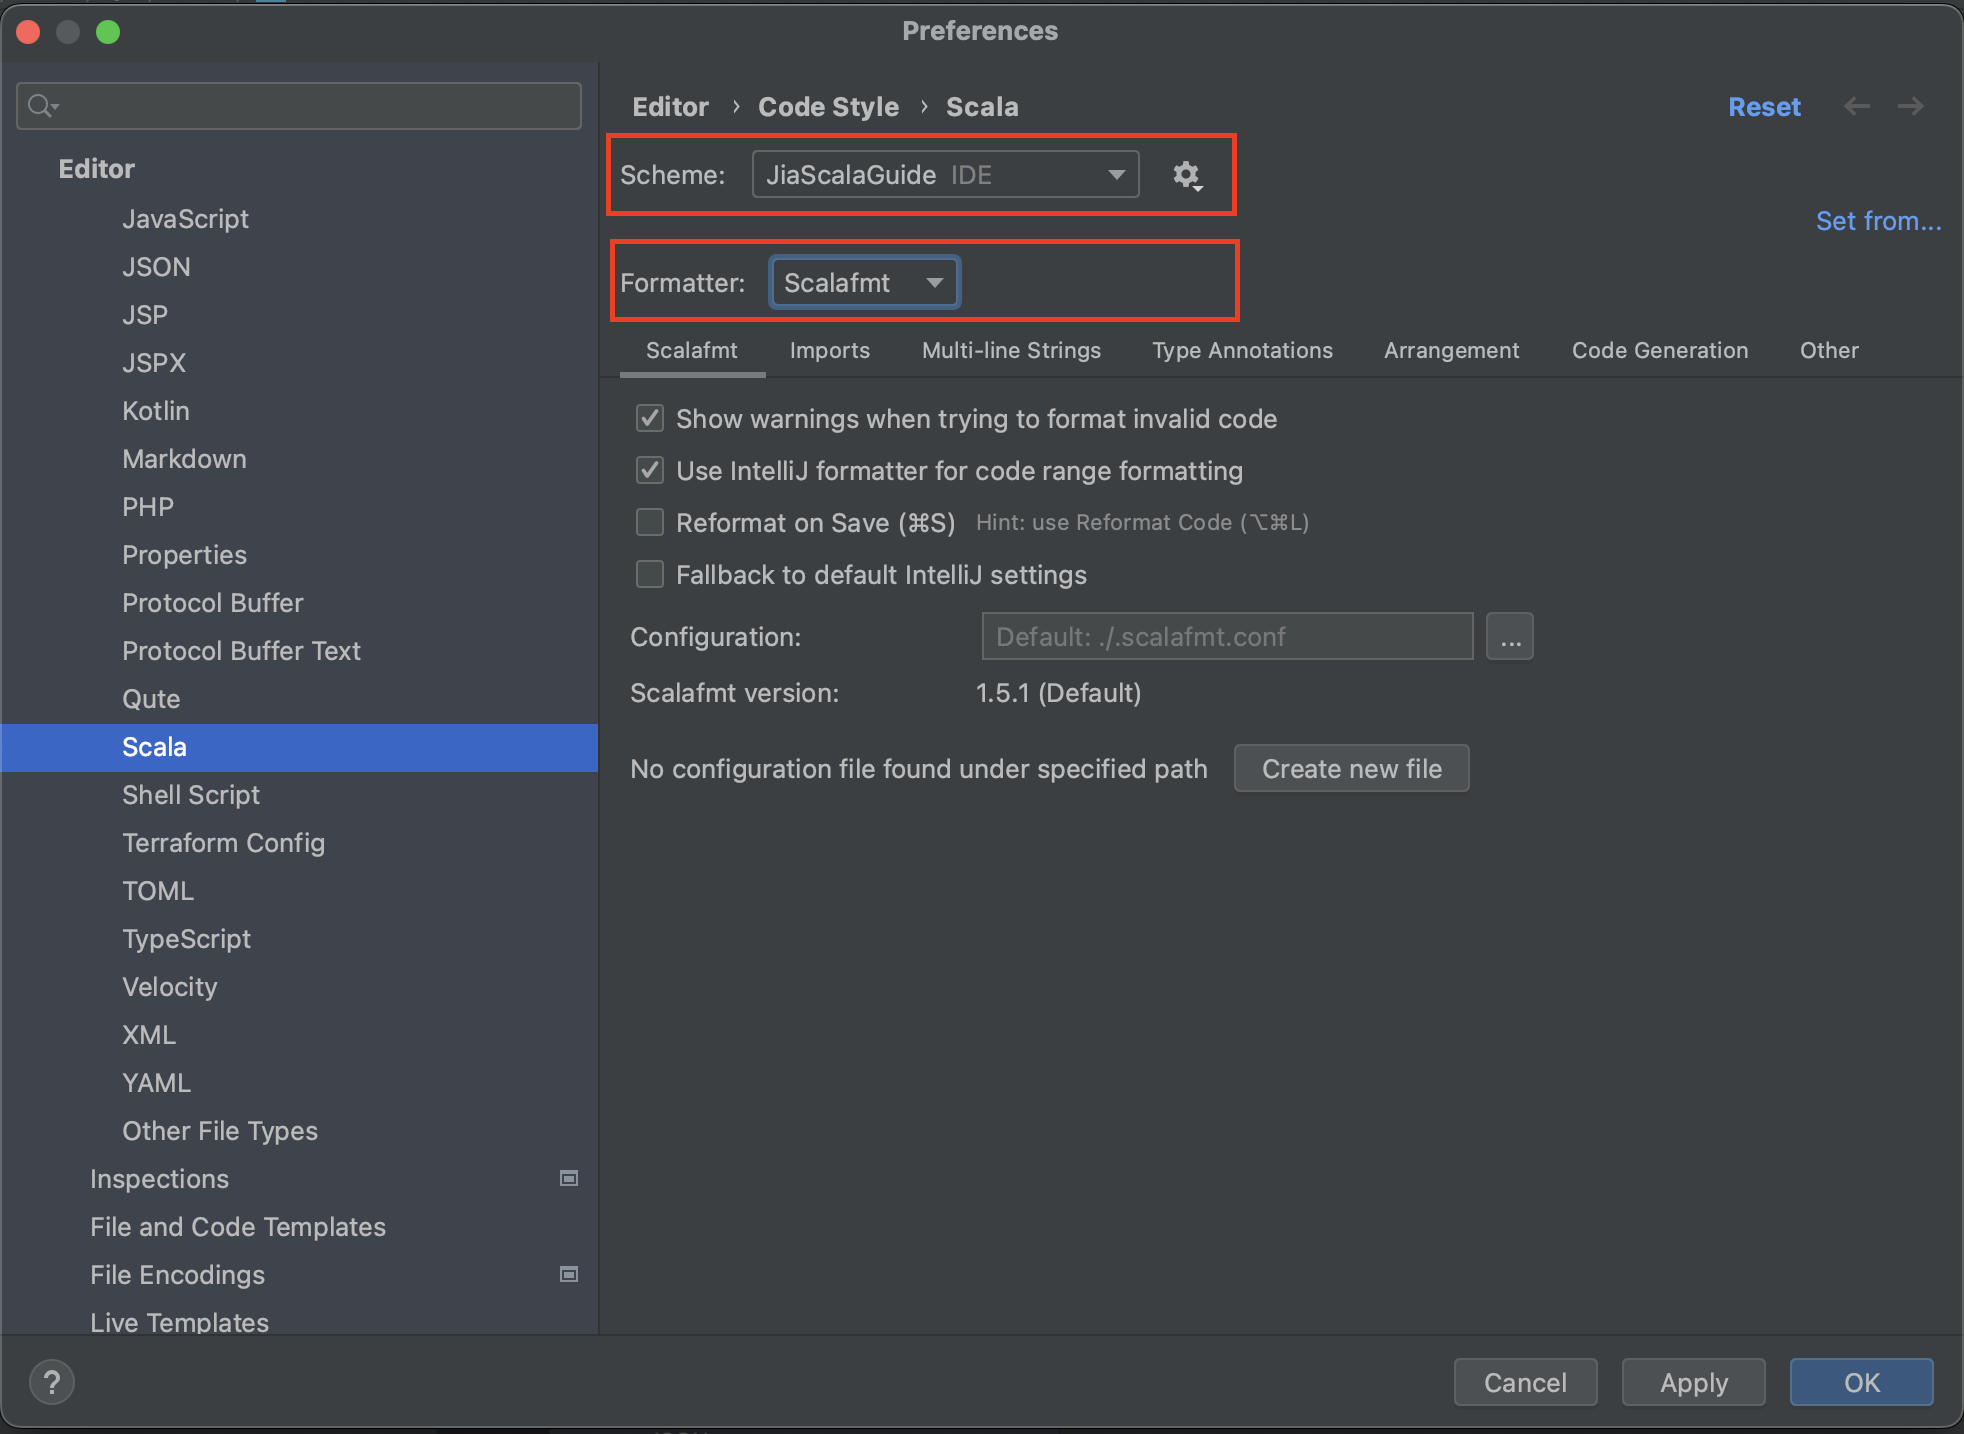 Preferences
Editor
JavaScript
JSON
JSP
JSPX
Kotlin
Markdown
PHP
Properties
Protocol Buffer
Protocol Buffer Text
Qute
Scala
Shell Script
Terraform Config
TOML
TypeScript
Velocity
XML
YAML
Other File Types
Inspections
File and Code Templates
File Encodings
Live Templates
Editor › Code Style › Scala Reset
Scheme: JiaScalaGuide IDE
Set from...
Formatter: Scalafmt
Scalafmt Imports Multi-line Strings Type Annotations Arrangement Code Generation Other
Show warnings when trying to format invalid code
Use IntelliJ formatter for code range formatting
Reformat on Save (⌘S) Hint: use Reformat Code (⌥⌘L)
Fallback to default IntelliJ settings
Configuration: Default: ./.scalafmt.conf ...
Scalafmt version: 1.5.1 (Default)
No configuration file found under specified path Create new file
? Cancel Apply OK